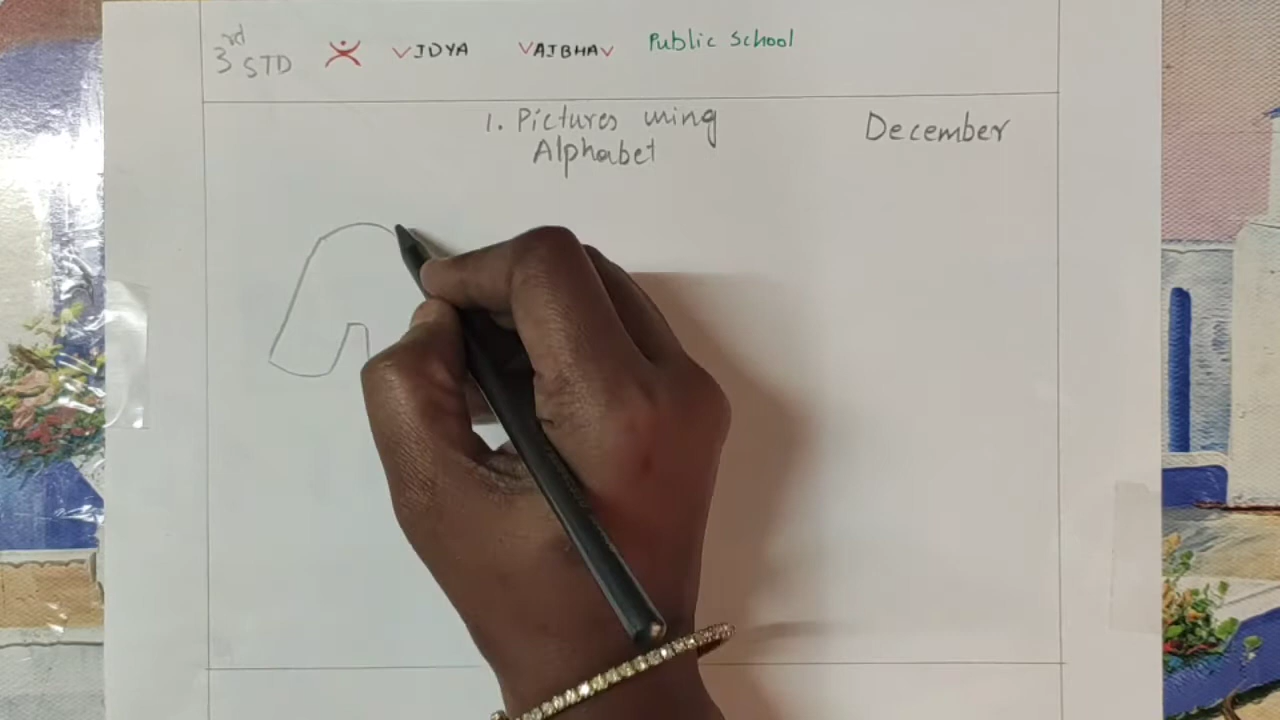 3rd STD VIDYA VAIBHAV Public School
1. Pictures using
Alphabet
December